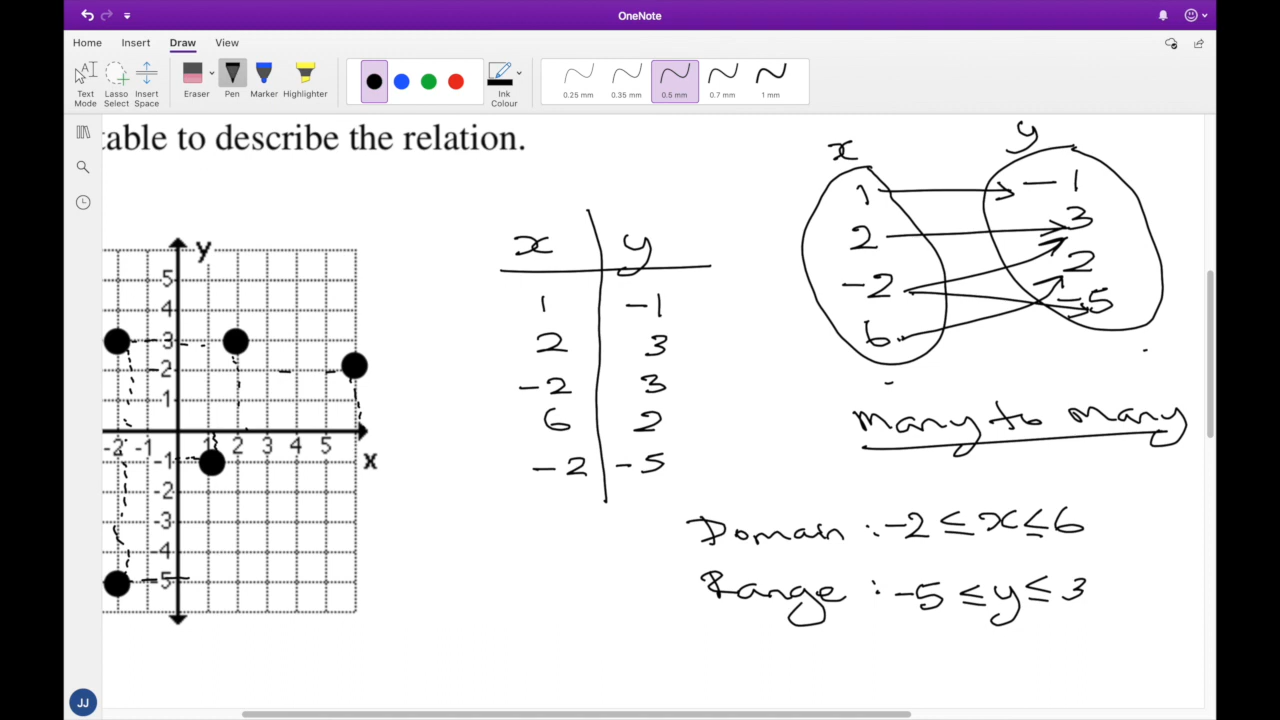 OneNote
Home Insert Draw View
Text Mode
Lasso Select
Insert Space
Eraser
Pen
Marker
Highlighter
Ink Colour
0.25 mm
0.35 mm
0.5 mm
0.7 mm
1 mm
table to describe the relation.
y
5
4
3
2
1
-2 -1 1 2 3 4 5
x
-1
-2
-3
-4
-5
x y
1 -1
2 3
-2 3
6 2
-2 -5
x y
1 -1
2 3
-2 2
6 -5
Many to Many
Domain : -2 ≤ x ≤ 6
Range : -5 ≤ y ≤ 3
JJ